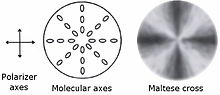 Polarizer
axes
Molecular axes
Maltese cross